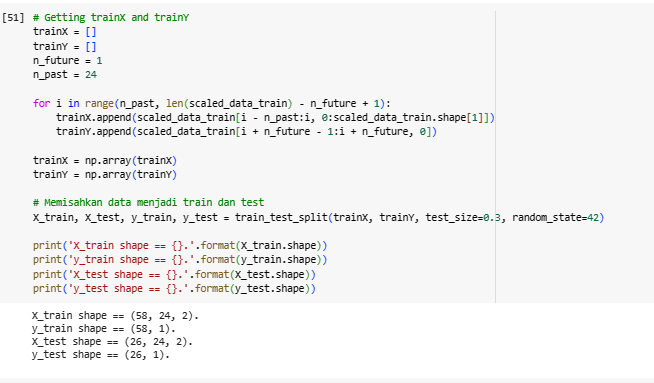 [51] # Getting trainX and trainY
trainX = []
trainY = []
n_future = 1
n_past = 24
for i in range(n_past, len(scaled_data_train) - n_future + 1):
trainX.append(scaled_data_train[i - n_past:i, 0:scaled_data_train.shape[1]])
trainY.append(scaled_data_train[i + n_future - 1:i + n_future, 0])
trainX = np.array(trainX)
trainY = np.array(trainY)
# Memisahkan data menjadi train dan test
X_train, X_test, y_train, y_test = train_test_split(trainX, trainY, test_size=0.3, random_state=42)
print('X_train shape == {}.'.format(X_train.shape))
print('y_train shape == {}.'.format(y_train.shape))
print('X_test shape == {}.'.format(X_test.shape))
print('y_test shape == {}.'.format(y_test.shape))
X_train shape == (58, 24, 2).
y_train shape == (58, 1).
X_test shape == (26, 24, 2).
y_test shape == (26, 1).